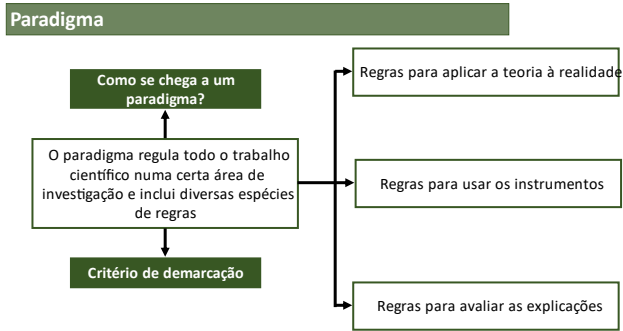 Paradigma
Como se chega a um
paradigma?
O paradigma regula todo o trabalho
científico numa certa área de
investigação e inclui diversas espécies
de regras
Critério de demarcação
Regras para aplicar a teoria à realidade
Regras para usar os instrumentos
Regras para avaliar as explicações